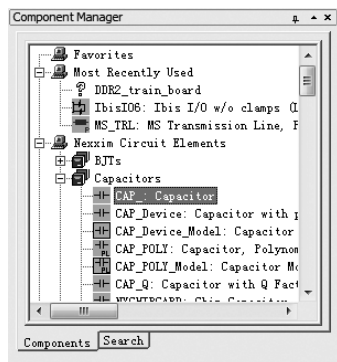 Component Manager
Favorites
Most Recently Used
DDR2_train_board
IbisIO6: Ibis I/O w/o clamps (I
MS_TRL: MS Transmission Line, F
Nexxim Circuit Elements
BJTs
Capacitors
CAP_: Capacitor
CAP_Device: Capacitor with p
CAP_Device_Model: Capacitor
CAP_POLY: Capacitor, Polynom
CAP_POLY_Model: Capacitor Mo
CAP_Q: Capacitor with Q Fact
Components Search